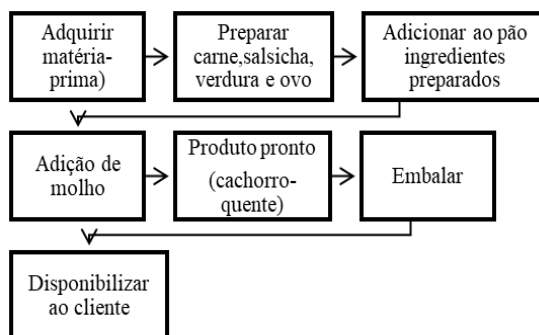 Adquirir
matéria-
prima)
Preparar
carne,salsicha,
verdura e ovo
Adicionar ao pão
ingredientes
preparados
Adição de
molho
Produto pronto
(cachorro-
quente)
Embalar
Disponibilizar
ao cliente